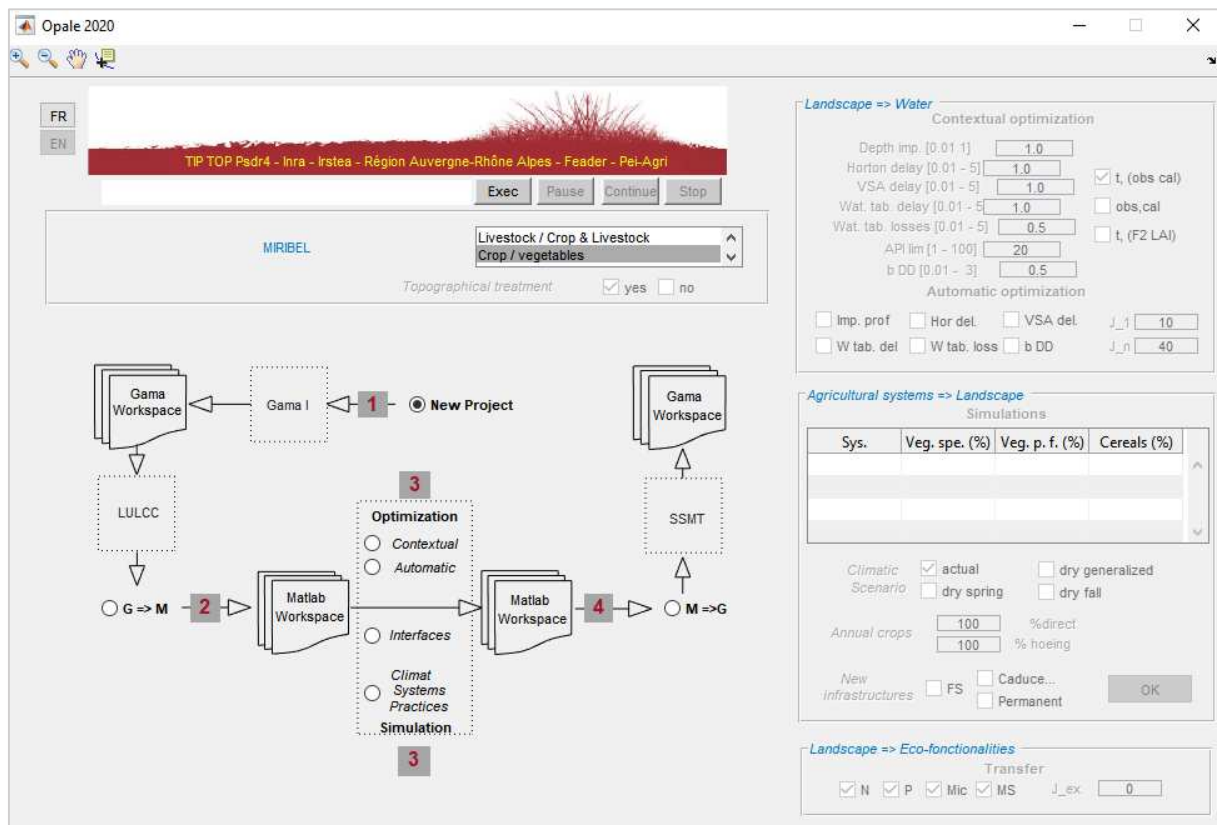 Opale 2020
FR
EN
TIP TOP Psdr4 - Inra - Irstea - Région Auvergne-Rhône Alpes - Feader - Pei-Agri
Exec Pause Continue Stop
MIRIBEL
Livestock / Crop & Livestock
Crop / vegetables
Topographical treatment yes no
Gama
Workspace
Gama I
1
New Project
LULCC
G => M
2
Matlab
Workspace
3
Optimization
Contextual
Automatic
Interfaces
Climat
Systems
Practices
Simulation
3
Matlab
Workspace
4
M =>G
SSMT
Gama
Workspace
Landscape => Water
Contextual optimization
Depth imp. [0.01 1] 1.0
Horton delay [0.01 - 5] 1.0
VSA delay [0.01 - 5] 1.0
Wat. tab. delay [0.01 - 5 1.0
Wat. tab. losses [0.01 - 5] 0.5
API lim [1 - 100] 20
b DD [0.01 - 3] 0.5
t, (obs cal)
obs,cal
t, (F2 LAI)
Automatic optimization
Imp. prof Hor del. VSA del. J_1 10
W tab. del W tab. loss b DD J_n 40
Agricultural systems => Landscape
Simulations
Sys. Veg. spe. (%) Veg. p. f. (%) Cereals (%)
Climatic
Scenario
actual dry generalized
dry spring dry fall
Annual crops
100 %direct
100 % hoeing
New
infrastructures
FS
Caduce...
Permanent
OK
Landscape => Eco-fonctionalities
Transfer
N P Mic MS J_ex 0